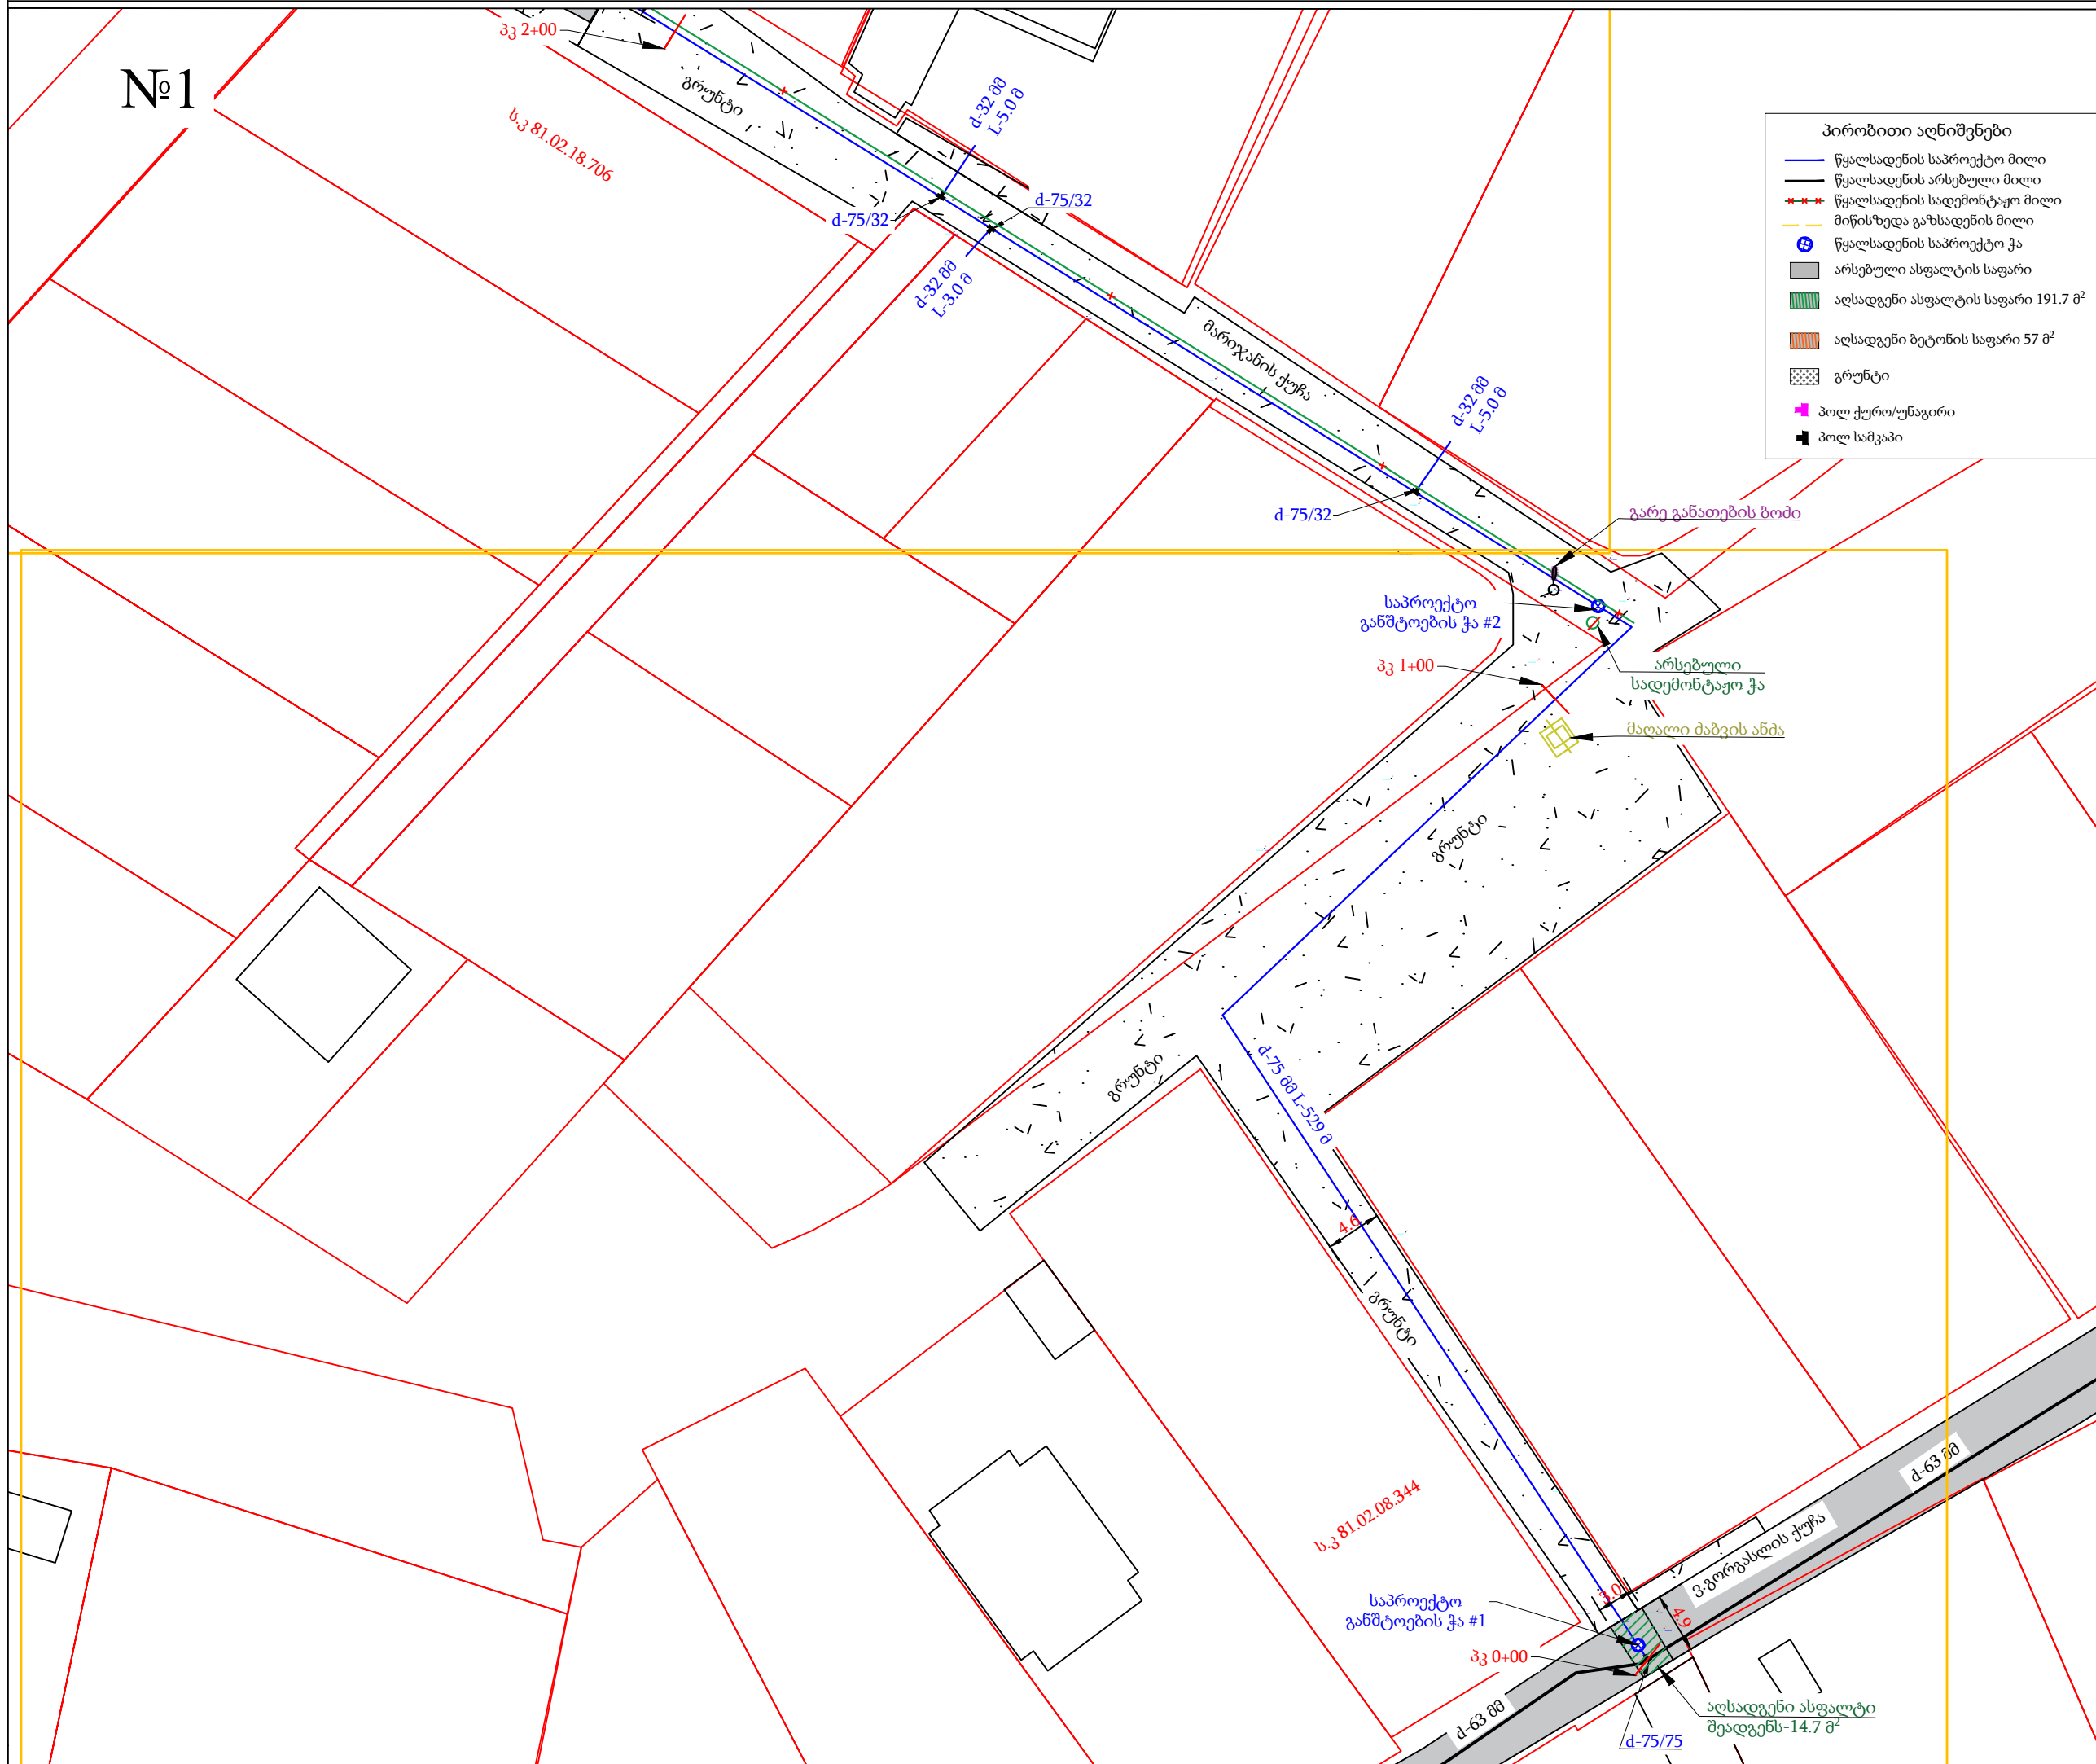 პკ 2+00
№1
გრუნტი
ს.კ 81.02.18.706
d-32 მმ
L-5.0 მ
d-75/32
d-75/32
d-32 მმ
L-3.0 მ
პირობითი აღნიშვნები
წყალსადენის საპროექტო მილი
წყალსადენის არსებული მილი
წყალსადენის სადემონტაჟო მილი
მიწისზედა გაზსადენის მილი
წყალსადენის საპროექტო ჭა
არსებული ასფალტის საფარი
აღსადგენი ასფალტის საფარი 191.7 მ²
აღსადგენი ბეტონის საფარი 57 მ²
გრუნტი
პოლ ქურო/უნაგირი
პოლ სამკაპი
მარიჯანის ქუჩა
d-32 მმ
L-5.0 მ
d-75/32
გარე განათების ბოძი
საპროექტო
განშტოების ჭა #2
პკ 1+00
არსებული
სადემონტაჟო ჭა
მაღალი ძაბვის ანძა
გრუნტი
გრუნტი
d-75 მმ L-529 მ
4.6
გრუნტი
ს.კ 81.02.08.344
d-63 მმ
ვ.გორგასლის ქუჩა
3.0
4.9
საპროექტო
განშტოების ჭა #1
პკ 0+00
d-63 მმ
აღსადგენი ასფალტი
შეადგენს-14.7 მ²
d-75/75